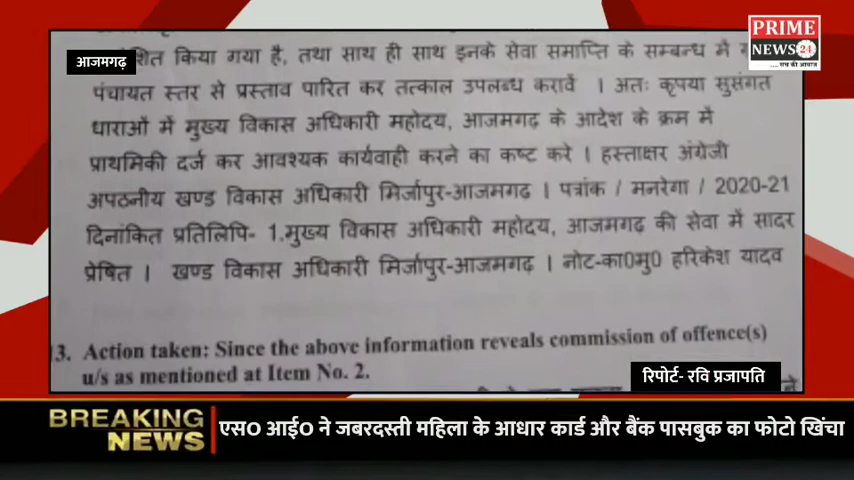 PRIME
NEWS 24
.... सच की आवाज
आजमगढ़
किया गया है, तथा साथ ही साथ इनके सेवा समाप्ति के सम्बन्ध में
पंचायत स्तर से प्रस्ताव पारित कर तत्काल उपलब्ध करावें । अतः कृपया सुसंगत
धाराओं में मुख्य विकास अधिकारी महोदय, आजमगढ़ के आदेश के क्रम में
प्राथमिकी दर्ज कर आवश्यक कार्यवाही करने का कष्ट करे । हस्ताक्षर अंग्रेजी
अपठनीय खण्ड विकास अधिकारी मिर्जापुर-आजमगढ़ । पत्रांक / मनरेगा / 2020-21
दिनांकित प्रतिलिपि- 1.मुख्य विकास अधिकारी महोदय, आजमगढ़ की सेवा में सादर
प्रेषित । खण्ड विकास अधिकारी मिर्जापुर-आजमगढ़ । नोट-का0मु0 हरिकेश यादव
13. Action taken: Since the above information reveals commission of offence(s)
u/s as mentioned at Item No. 2.
रिपोर्ट- रवि प्रजापति
BREAKING
NEWS
एस0 आई0 ने जबरदस्ती महिला के आधार कार्ड और बैंक पासबुक का फोटो खिंचा